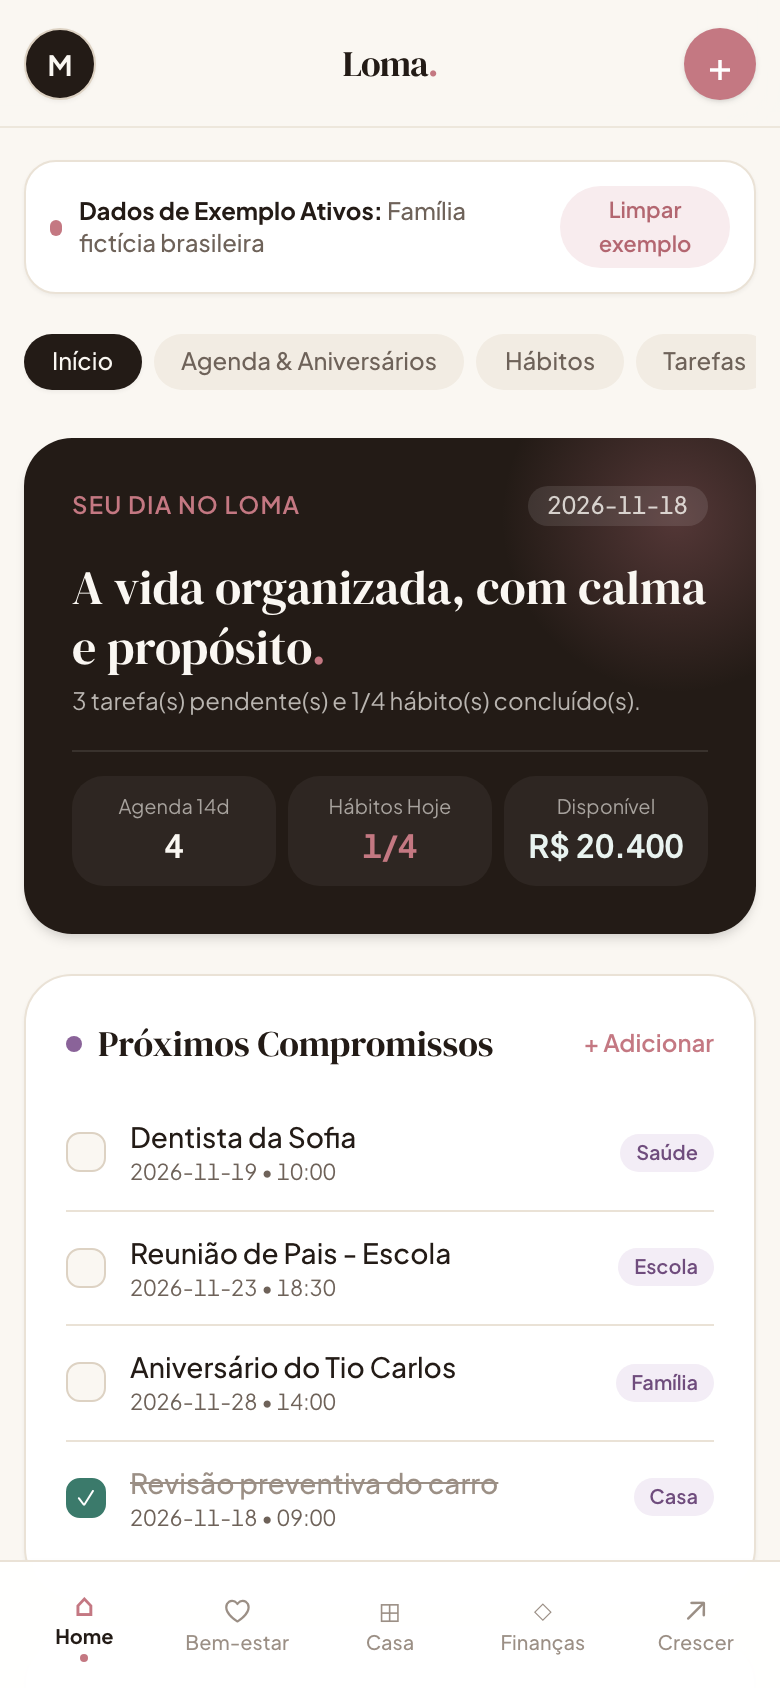 M
Loma.
+
Dados de Exemplo Ativos: Família
fictícia brasileira
Limpar
exemplo
Início
Agenda & Aniversários
Hábitos
Tarefas
SEU DIA NO LOMA
2026-11-18
A vida organizada, com calma
e propósito.
3 tarefa(s) pendente(s) e 1/4 hábito(s) concluído(s).
Agenda 14d
4
Hábitos Hoje
1/4
Disponível
R$ 20.400
Próximos Compromissos
+ Adicionar
Dentista da Sofia
2026-11-19 • 10:00
Saúde
Reunião de Pais - Escola
2026-11-23 • 18:30
Escola
Aniversário do Tio Carlos
2026-11-28 • 14:00
Família
Revisão preventiva do carro
2026-11-18 • 09:00
Casa
Home
Bem-estar
Casa
Finanças
Crescer